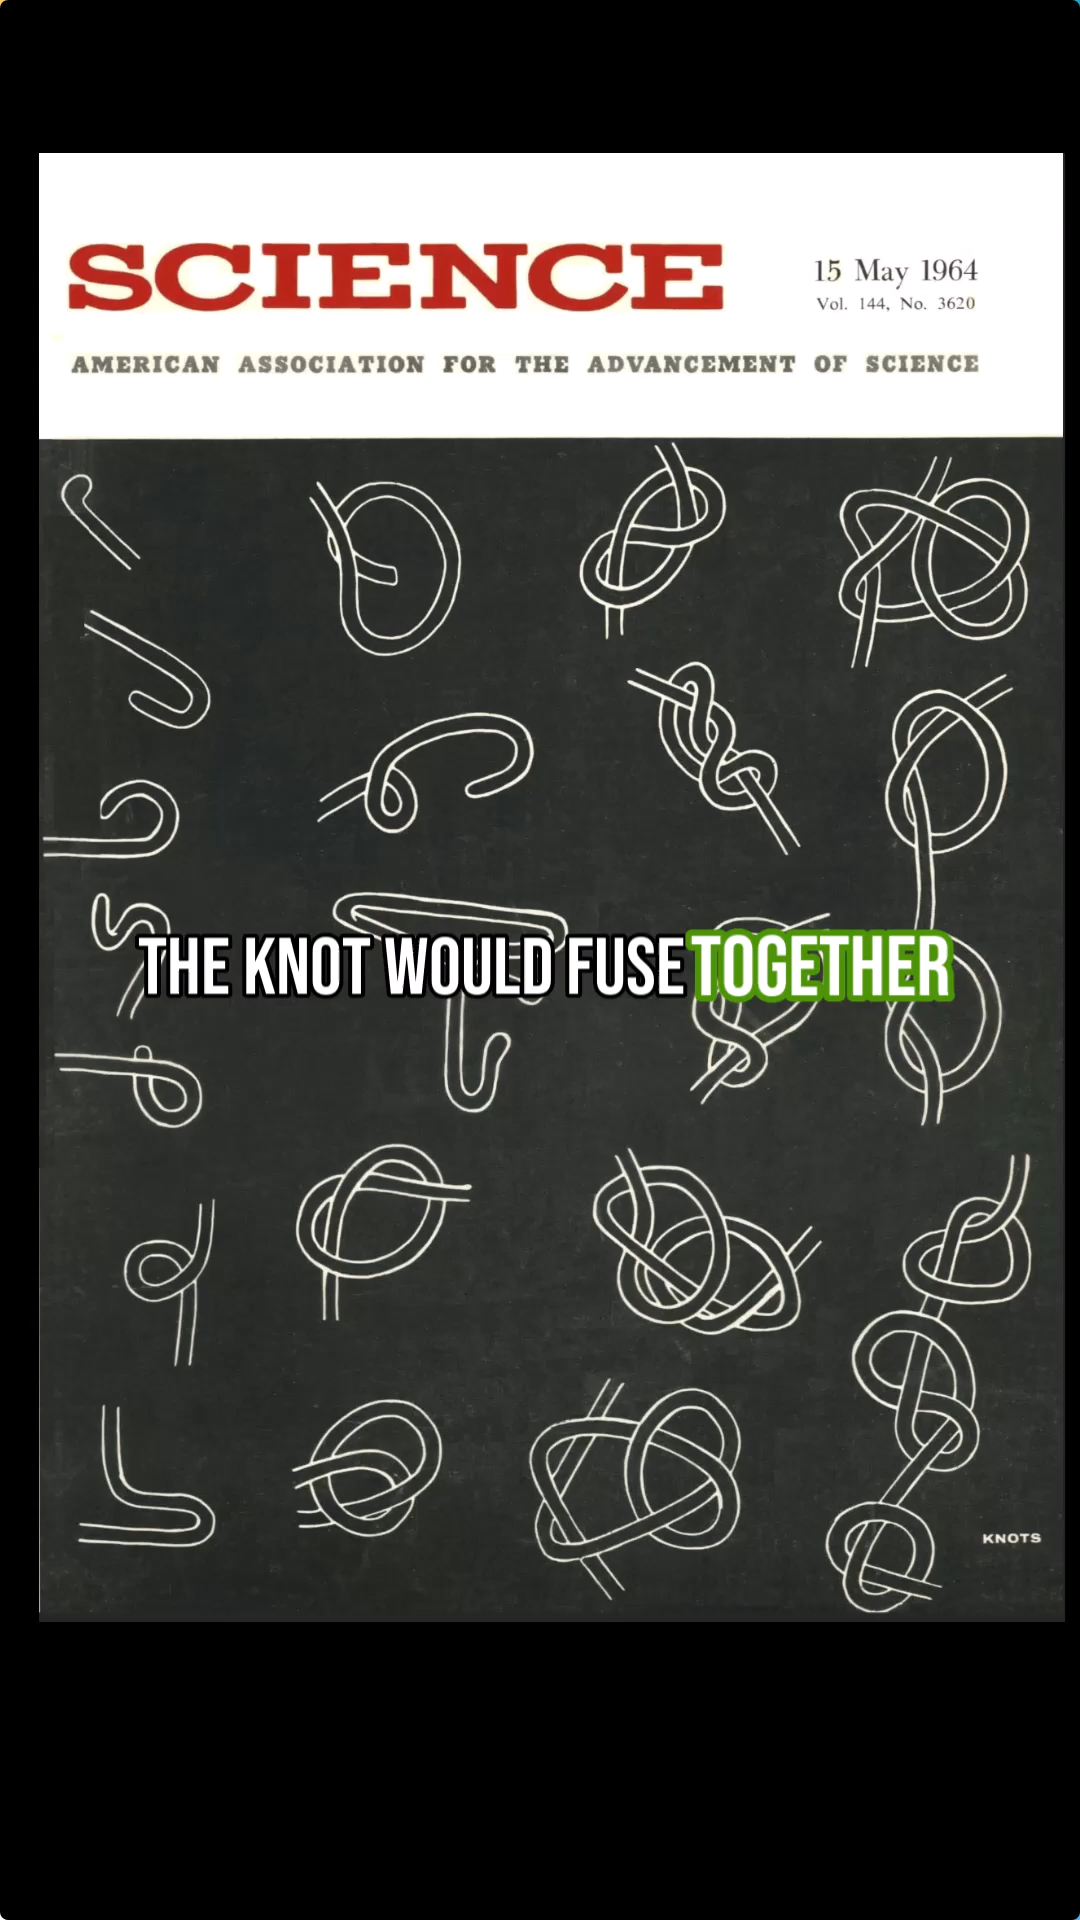 SCIENCE
15 May 1964
Vol. 144, No. 3620
AMERICAN ASSOCIATION FOR THE ADVANCEMENT OF SCIENCE
THE KNOT WOULD FUSE TOGETHER
KNOTS